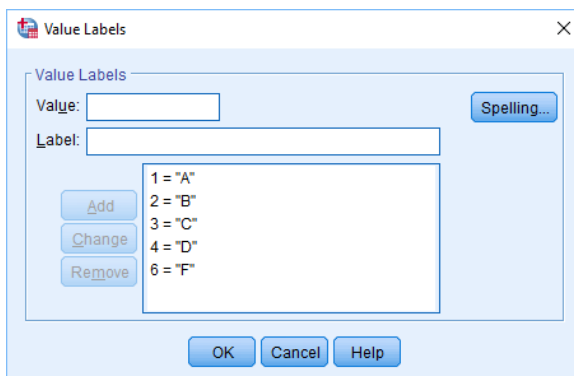 Value Labels
Value Labels
Value:
Spelling...
Label:
1 = "A"
Add
2 = "B"
3 = "C"
Change
4 = "D"
Remove
6 = "F"
OK Cancel Help